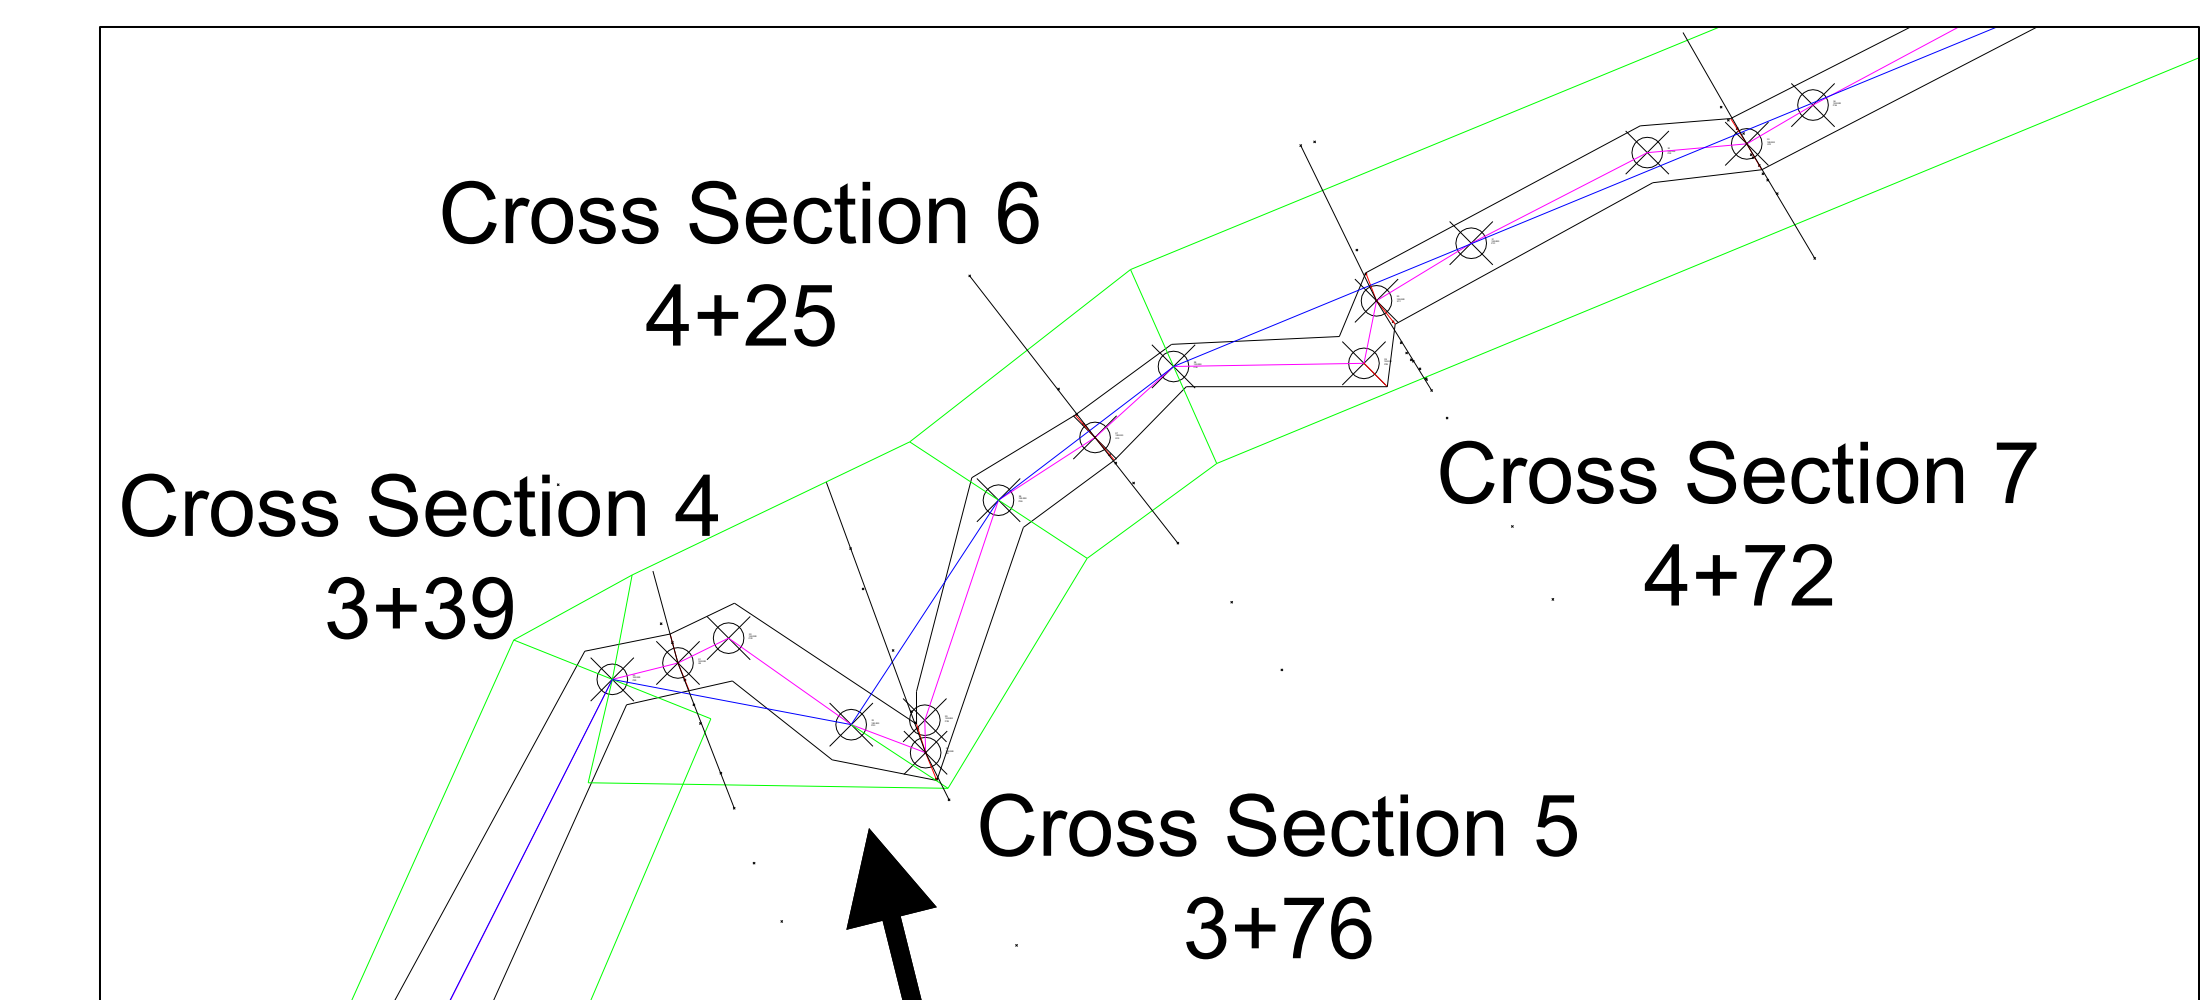 Cross Section 6
4+25
Cross Section 4
3+39
Cross Section 7
4+72
Cross Section 5
3+76